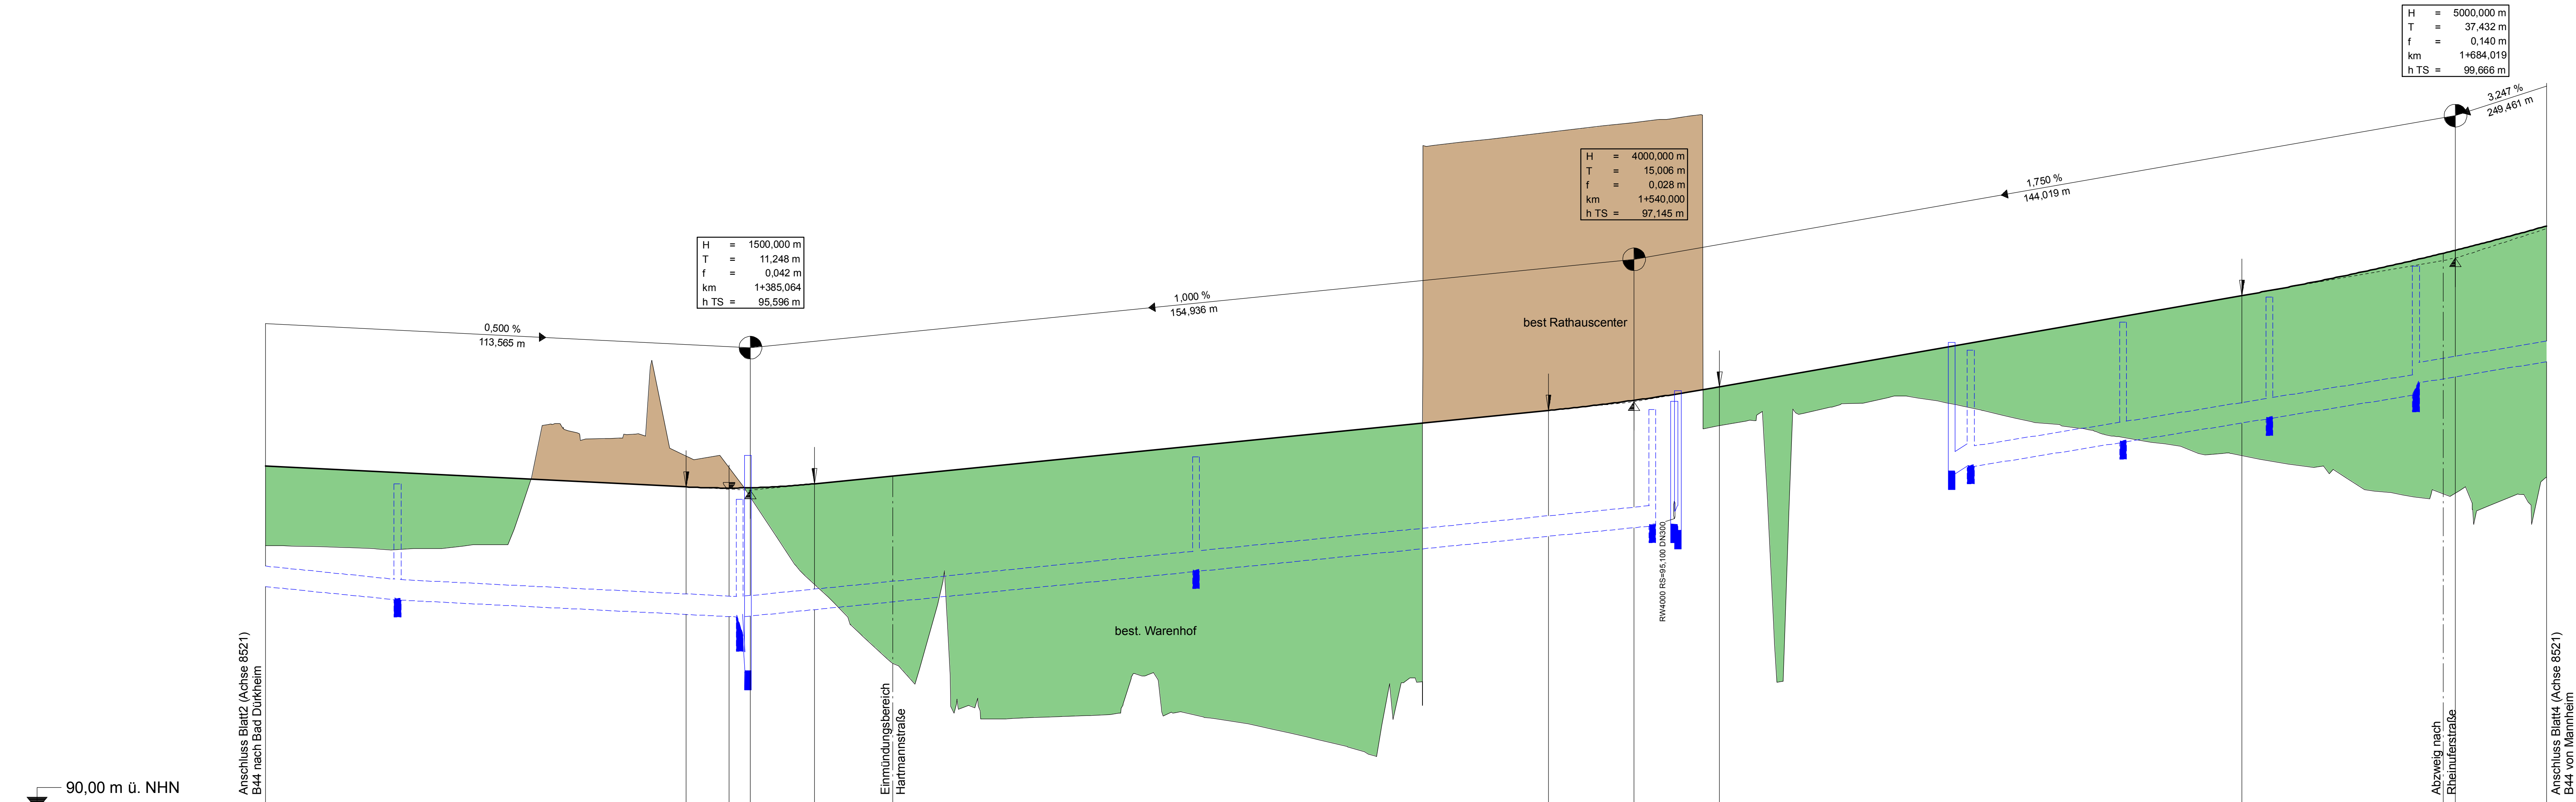 H = 5000,000 m
T = 37,432 m
f = 0,140 m
km 1+684,019
h TS = 99,666 m
3,247 %
249,461 m
H = 4000,000 m
T = 15,006 m
f = 0,028 m
km 1+540,000
h TS = 97,145 m
1,750 %
144,019 m
H = 1500,000 m
T = 11,248 m
f = 0,042 m
km 1+385,064
h TS = 95,596 m
1,000 %
154,936 m
0,500 %
113,565 m
best Rathauscenter
best. Warenhof
RW4000 RS=95,100 DN300
Anschluss Blatt2 (Achse 8521)
B44 nach Bad Dürkheim
Einmündungsbereich
Hartmannstraße
Abzweig nach
Rheinuferstraße
Anschluss Blatt4 (Achse 8521)
B44 von Mannheim
90,00 m ü. NHN